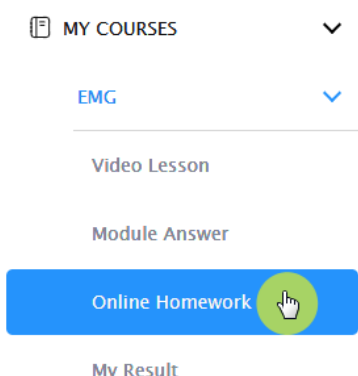 MY COURSES
EMG
Video Lesson
Module Answer
Online Homework
My Result